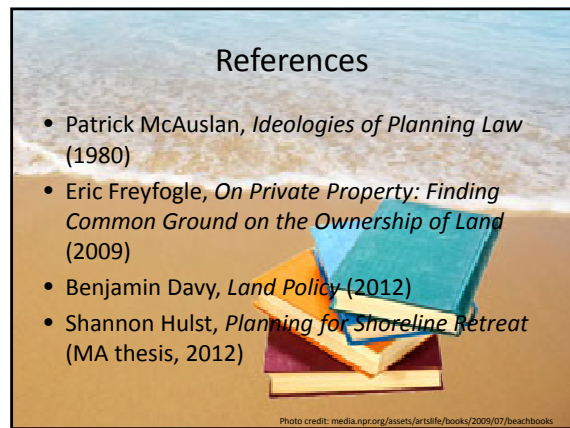 References
• Patrick McAuslan, Ideologies of Planning Law
(1980)
• Eric Freyfogle, On Private Property: Finding
Common Ground on the Ownership of Land
(2009)
• Benjamin Davy, Land Policy (2012)
• Shannon Hulst, Planning for Shoreline Retreat
(MA thesis, 2012)
Photo credit: media.npr.org/assets/artslife/books/2009/07/beachbooks